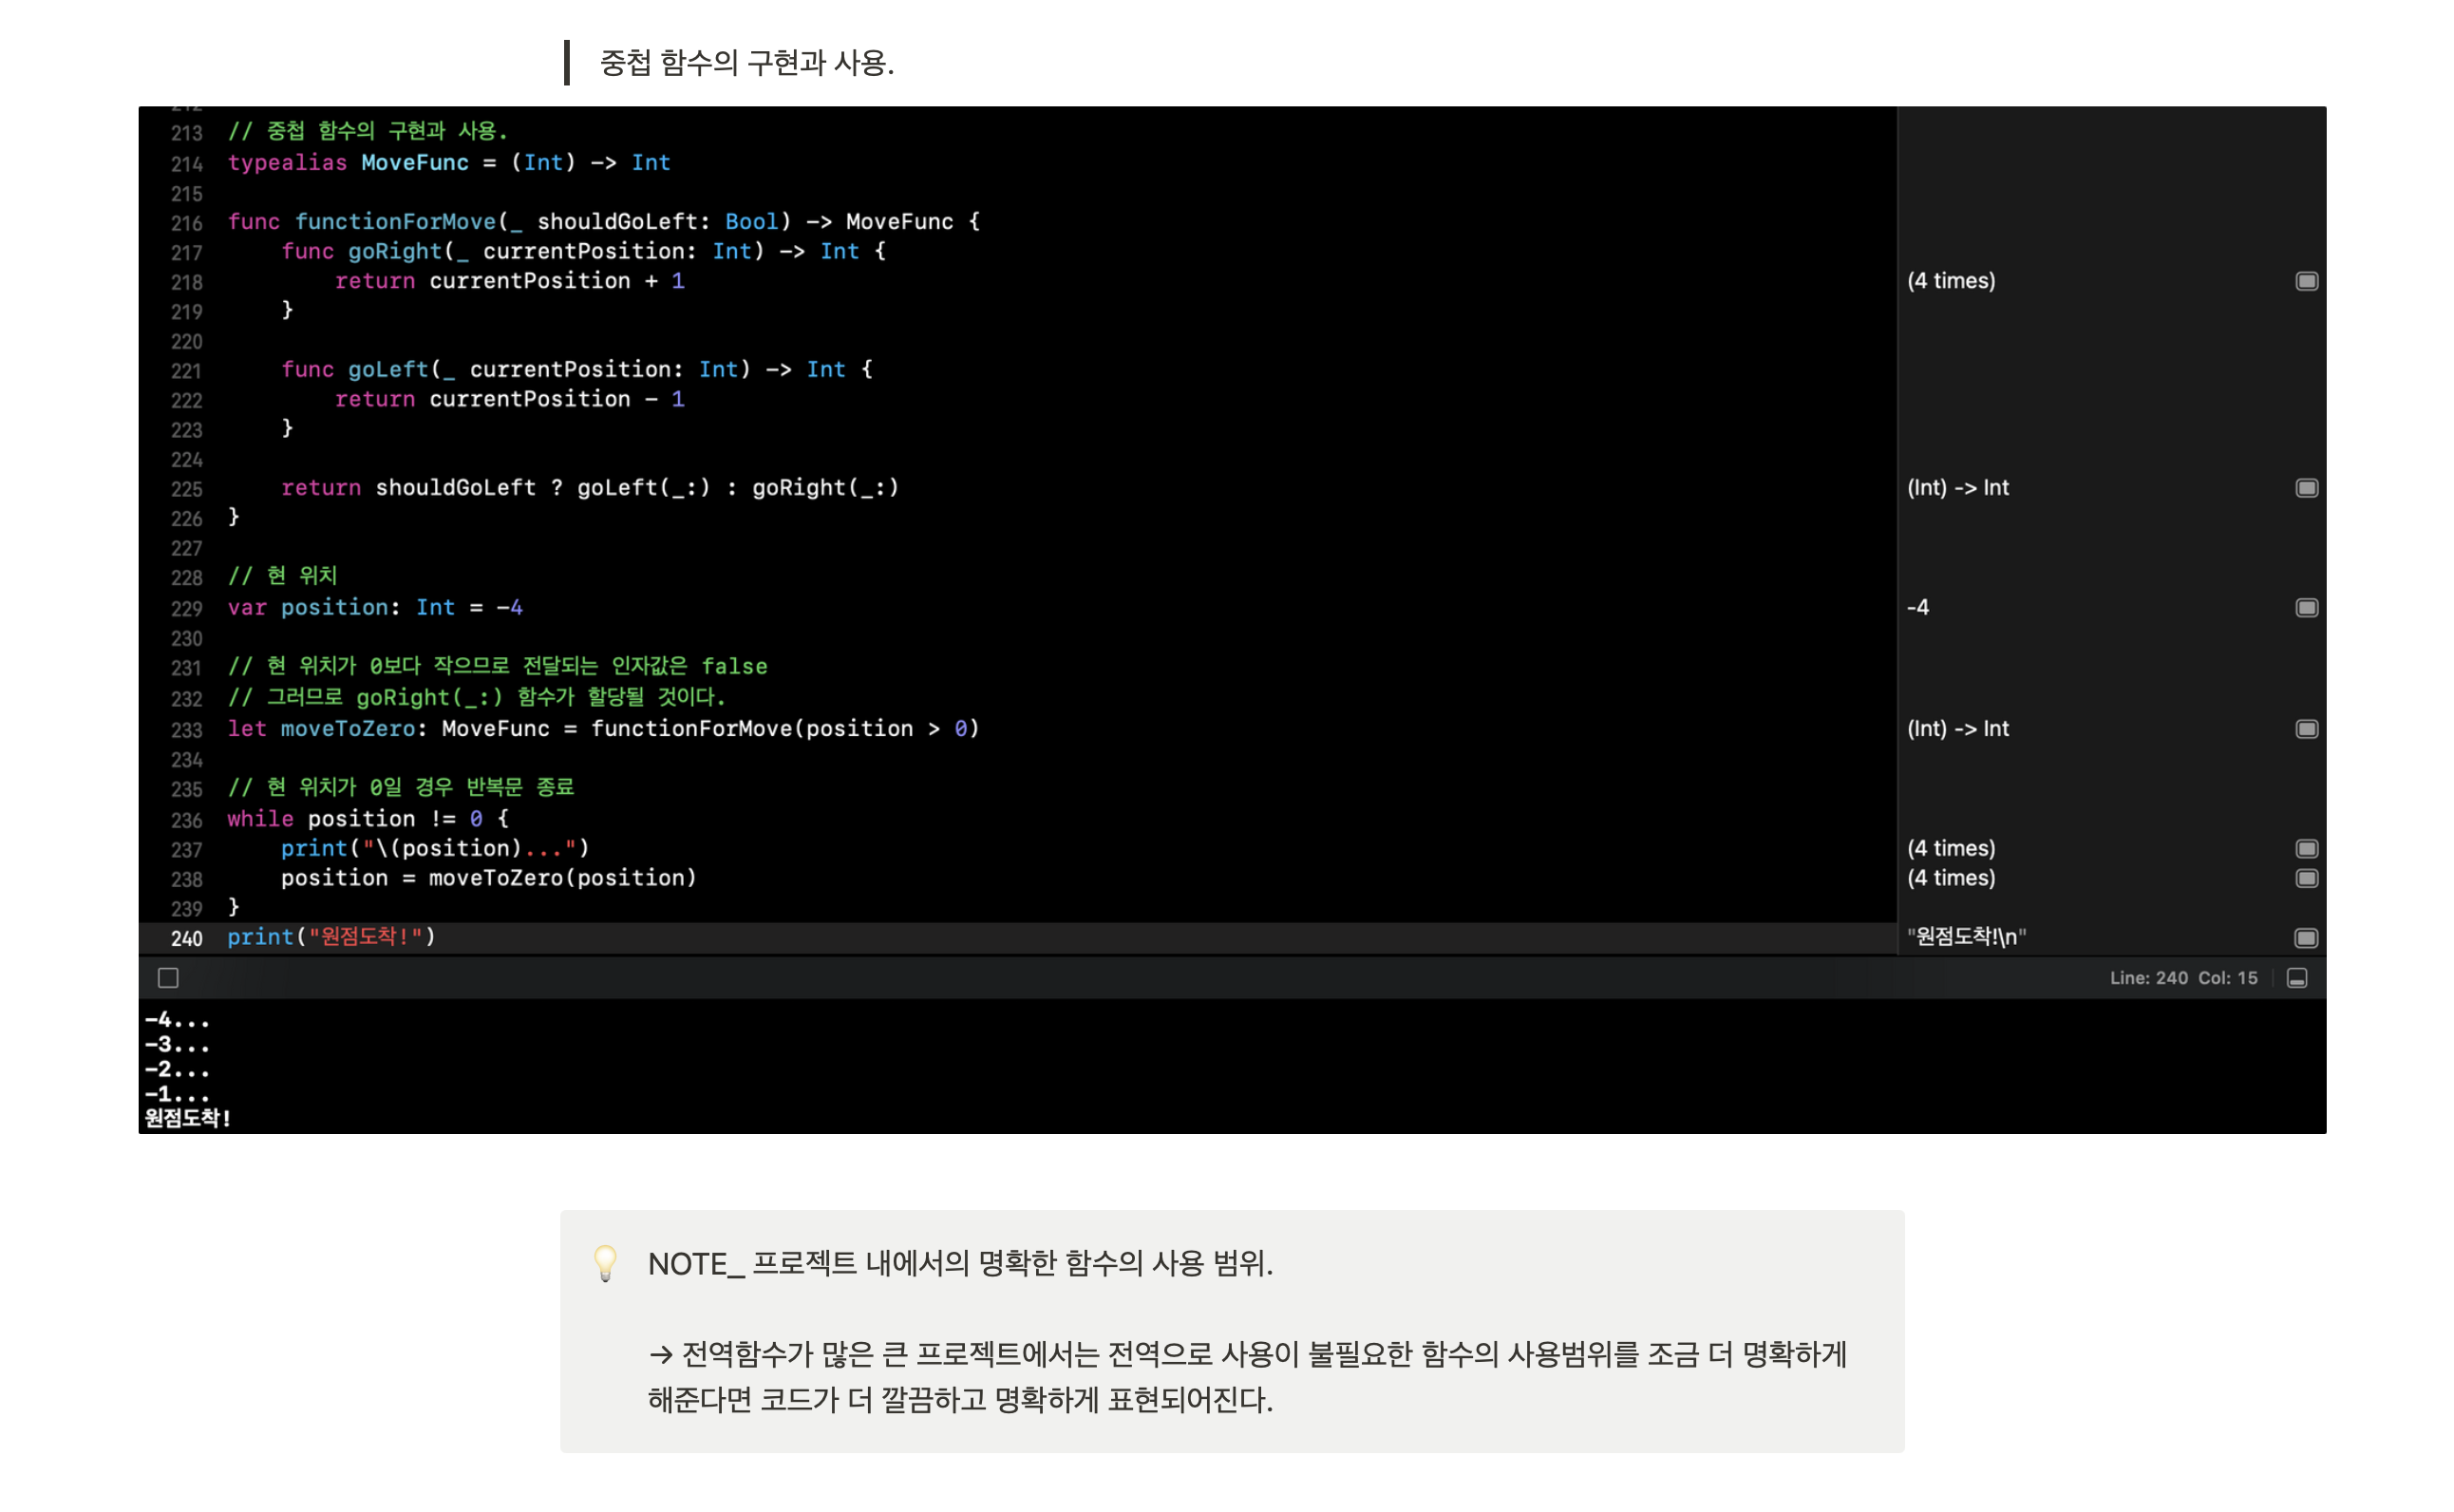 중첩 함수의 구현과 사용.
213 // 중첩 함수의 구현과 사용.
214 typealias MoveFunc = (Int) -> Int
215
216 func functionForMove(_ shouldGoLeft: Bool) -> MoveFunc {
217     func goRight(_ currentPosition: Int) -> Int {
218         return currentPosition + 1 (4 times)
219     }
220
221     func goLeft(_ currentPosition: Int) -> Int {
222         return currentPosition - 1
223     }
224
225     return shouldGoLeft ? goLeft(_:) : goRight(_:) (Int) -> Int
226 }
227
228 // 현 위치
229 var position: Int = -4 -4
230
231 // 현 위치가 0보다 작으므로 전달되는 인자값은 false
232 // 그러므로 goRight(_:) 함수가 할당될 것이다.
233 let moveToZero: MoveFunc = functionForMove(position > 0) (Int) -> Int
234
235 // 현 위치가 0일 경우 반복문 종료
236 while position != 0 {
237     print("\(position)...") (4 times)
238     position = moveToZero(position) (4 times)
239 }
240 print("원점도착!") "원점도착!\n"
Line: 240 Col: 15
-4...
-3...
-2...
-1...
원점도착!
NOTE_ 프로젝트 내에서의 명확한 함수의 사용 범위.
→ 전역함수가 많은 큰 프로젝트에서는 전역으로 사용이 불필요한 함수의 사용범위를 조금 더 명확하게
해준다면 코드가 더 깔끔하고 명확하게 표현되어진다.